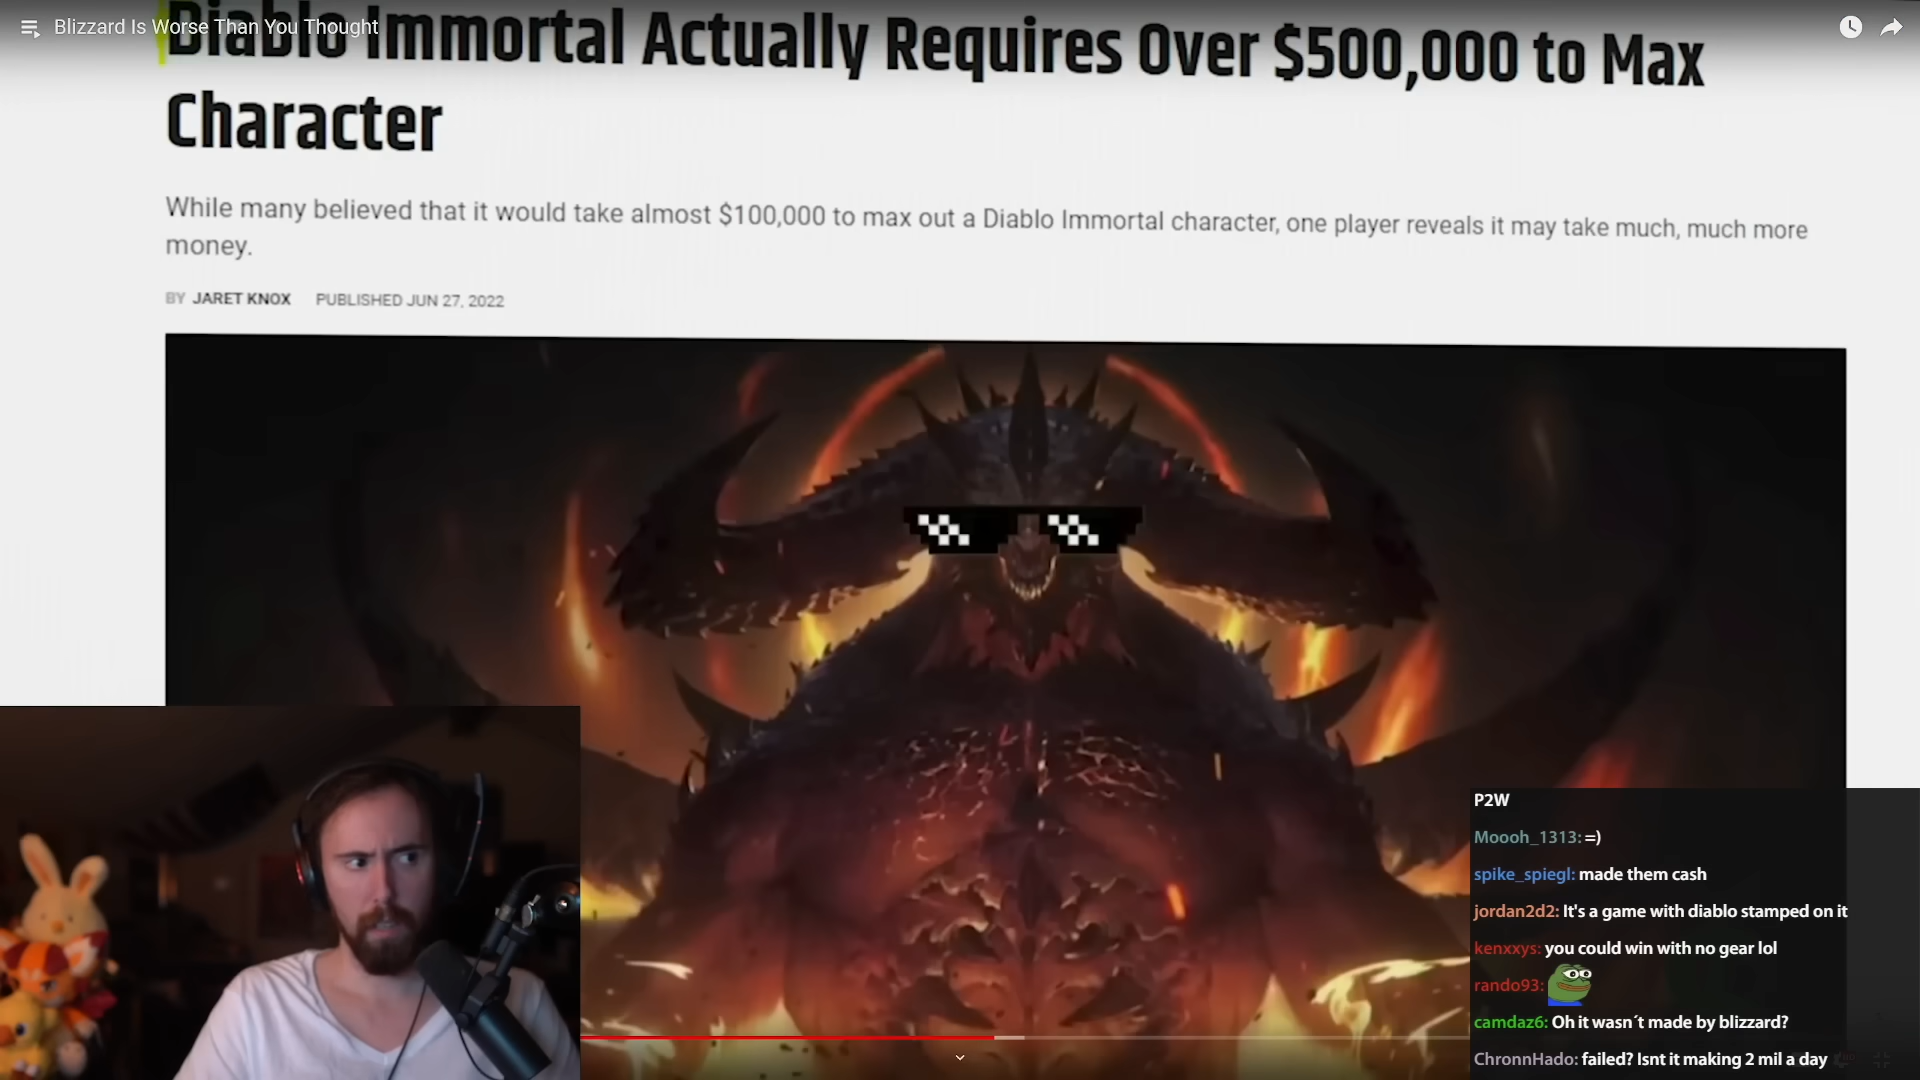 Blizzard Is Worse Than You Thought
Diablo Immortal Actually Requires Over $500,000 to Max
Character
While many believed that it would take almost $100,000 to max out a Diablo Immortal character, one player reveals it may take much, much more
money.
BY JARET KNOX PUBLISHED JUN 27, 2022
P2W
Moooh_1313: =)
spike_spiegl: made them cash
jordan2d2: It's a game with diablo stamped on it
kenxxys: you could win with no gear lol
rando93:
camdaz6: Oh it wasn´t made by blizzard?
ChronnHado: failed? Isnt it making 2 mil a day